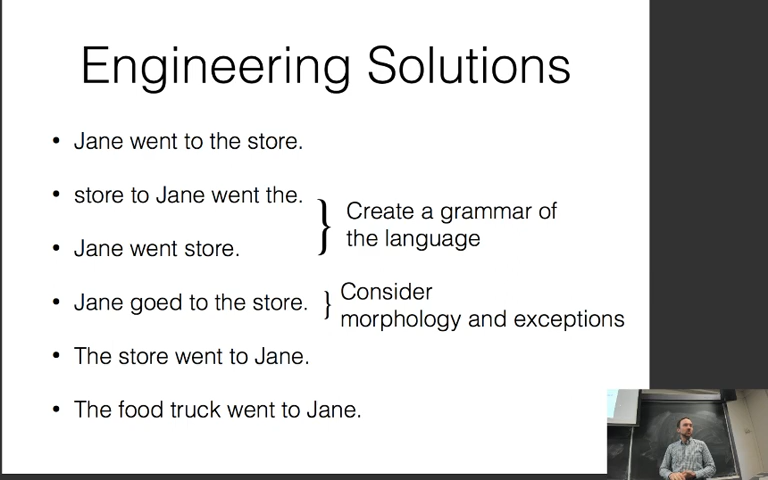 Engineering Solutions
• Jane went to the store.
• store to Jane went the.
} Create a grammar of
the language
• Jane went store.
• Jane goed to the store.
} Consider
morphology and exceptions
• The store went to Jane.
• The food truck went to Jane.